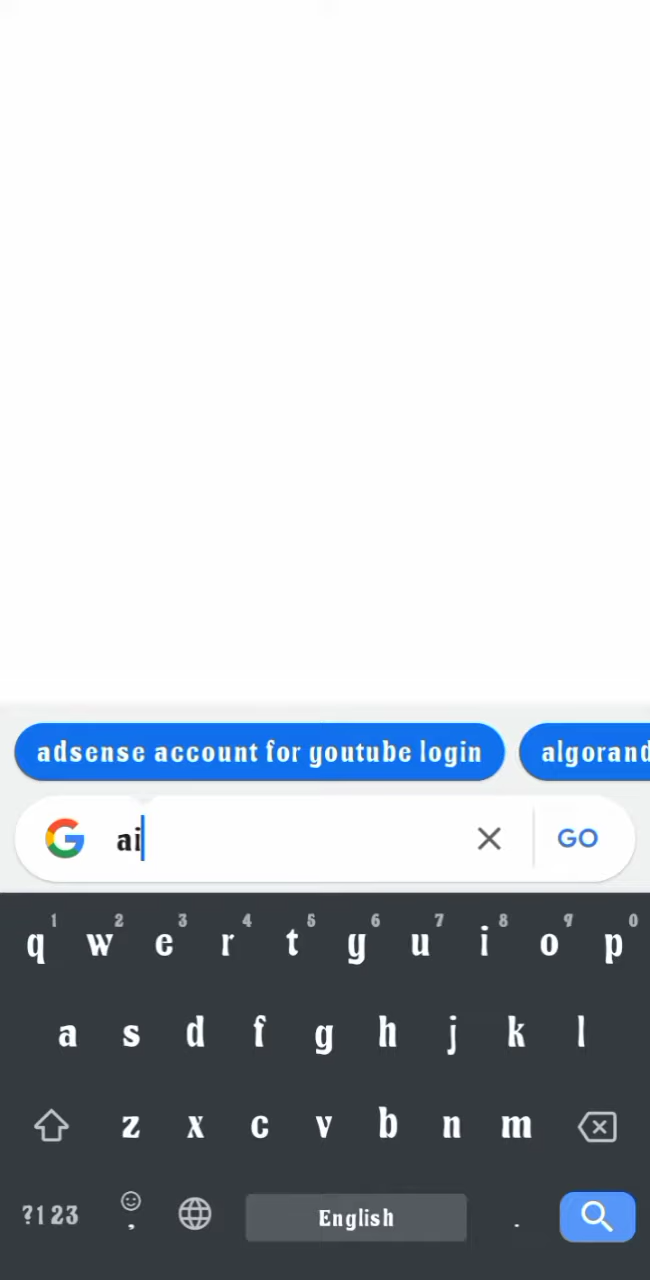 adsense account for youtube login algorand
ai GO
1 2 3 4 5 6 7 8 9 0
q w e r t y u i o p
a s d f g h j k l
z x c v b n m
?123 , English .